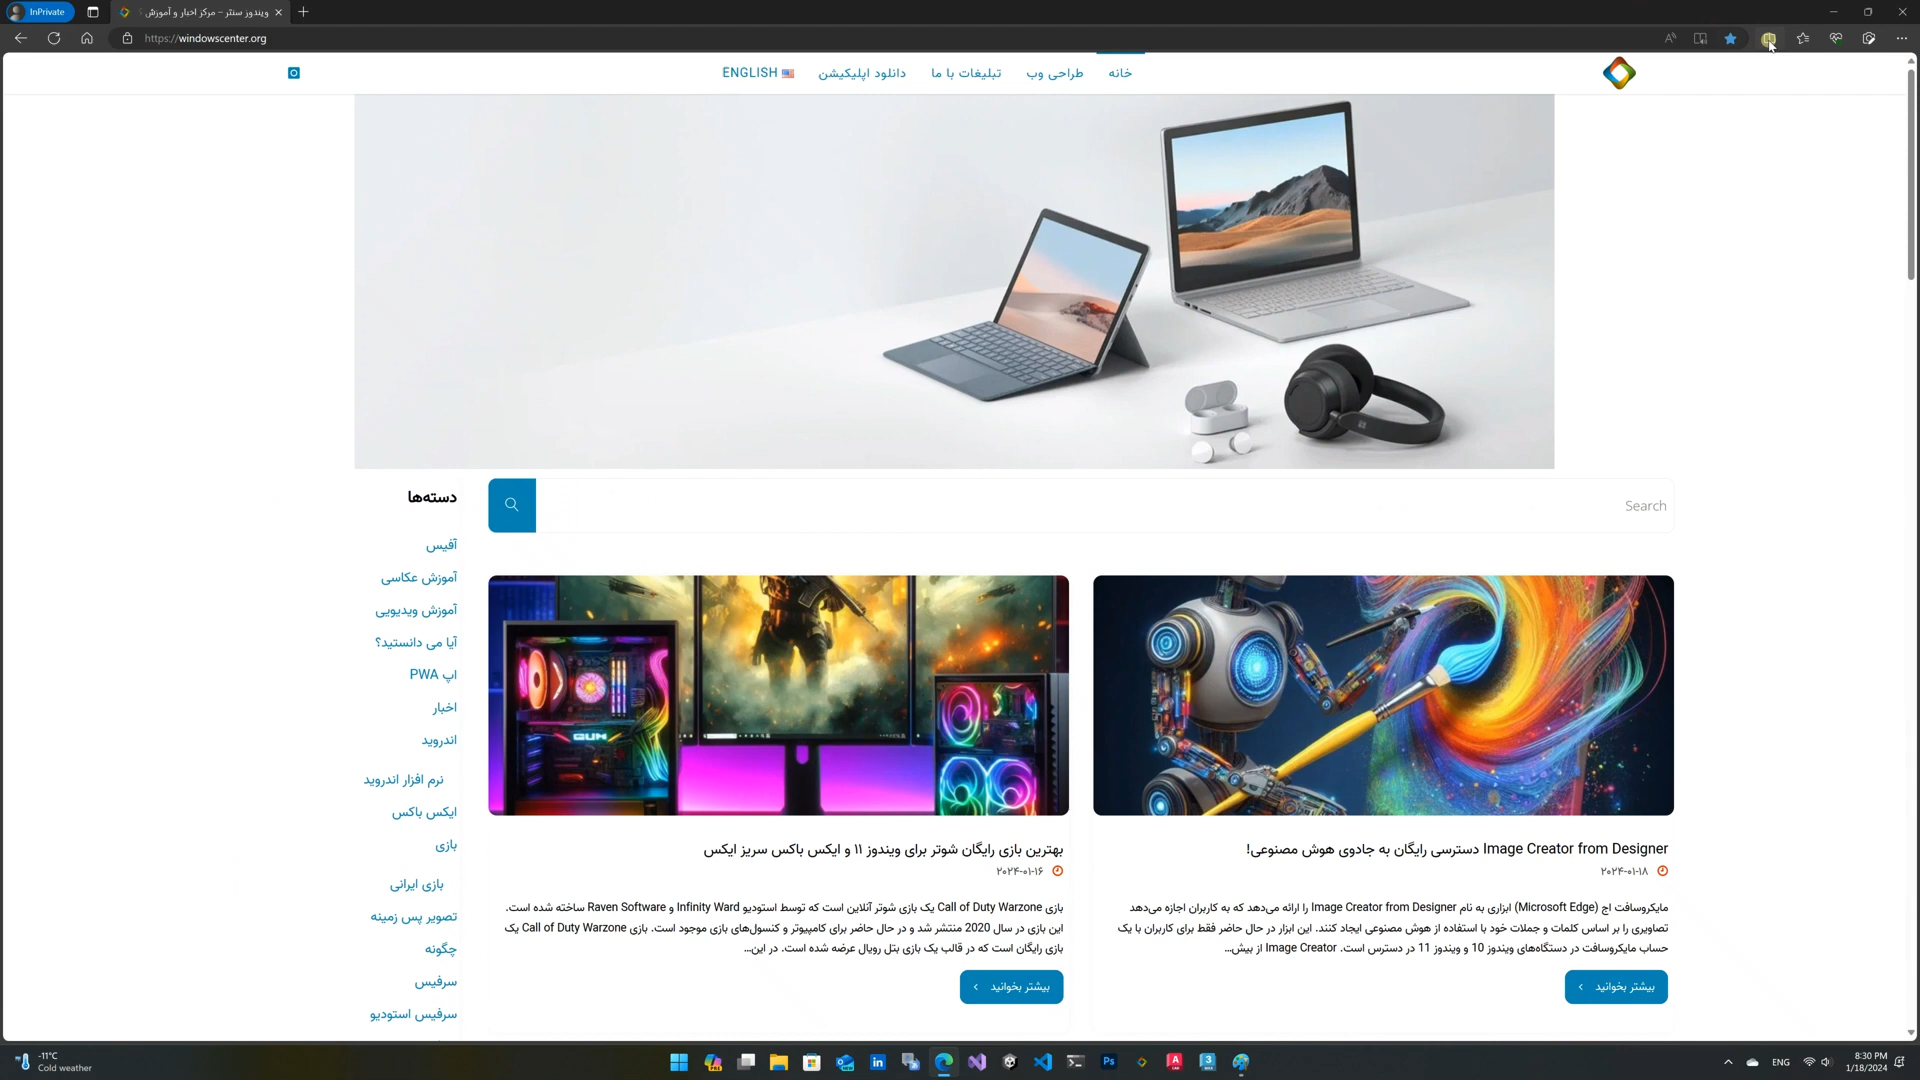 InPrivate
ویندوز سنتر – مرکز اخبار و آموزش
https://windowscenter.org
خانه
طراحی وب
تبلیغات با ما
دانلود اپلیکیشن
ENGLISH
Search
دسته‌ها
آفیس
آموزش عکاسی
آموزش ویدیویی
آیا می دانستید؟
اپ PWA
اخبار
اندروید
نرم افزار اندروید
ایکس باکس
بازی
بازی ایرانی
تصویر پس زمینه
چگونه
سرفیس
سرفیس استودیو
Image Creator from Designer دسترسی رایگان به جادوی هوش مصنوعی!
۲۰۲۴-۰۱-۱۸
مایکروسافت اج (Microsoft Edge) ابزاری به نام Image Creator from Designer را ارائه می‌دهد که به کاربران اجازه می‌دهد
تصاویری را بر اساس کلمات و جملات خود با استفاده از هوش مصنوعی ایجاد کنند. این ابزار در حال حاضر فقط برای کاربران با یک
حساب مایکروسافت در دستگاه‌های ویندوز 10 و ویندوز 11 در دسترس است. Image Creator از بیش...
بیشتر بخوانید
بهترین بازی رایگان شوتر برای ویندوز ۱۱ و ایکس باکس سریز ایکس
۲۰۲۴-۰۱-۱۶
بازی Call of Duty Warzone یک بازی شوتر آنلاین است که توسط استودیو Infinity Ward و Raven Software ساخته شده است.
این بازی در سال 2020 منتشر شد و در حال حاضر برای کامپیوتر و کنسول‌های بازی موجود است. بازی Call of Duty Warzone یک
بازی رایگان است که در قالب یک بازی بتل رویال عرضه شده است. در این...
بیشتر بخوانید
-11°C
Cold weather
PRE
Ps
ENG
8:30 PM
1/18/2024